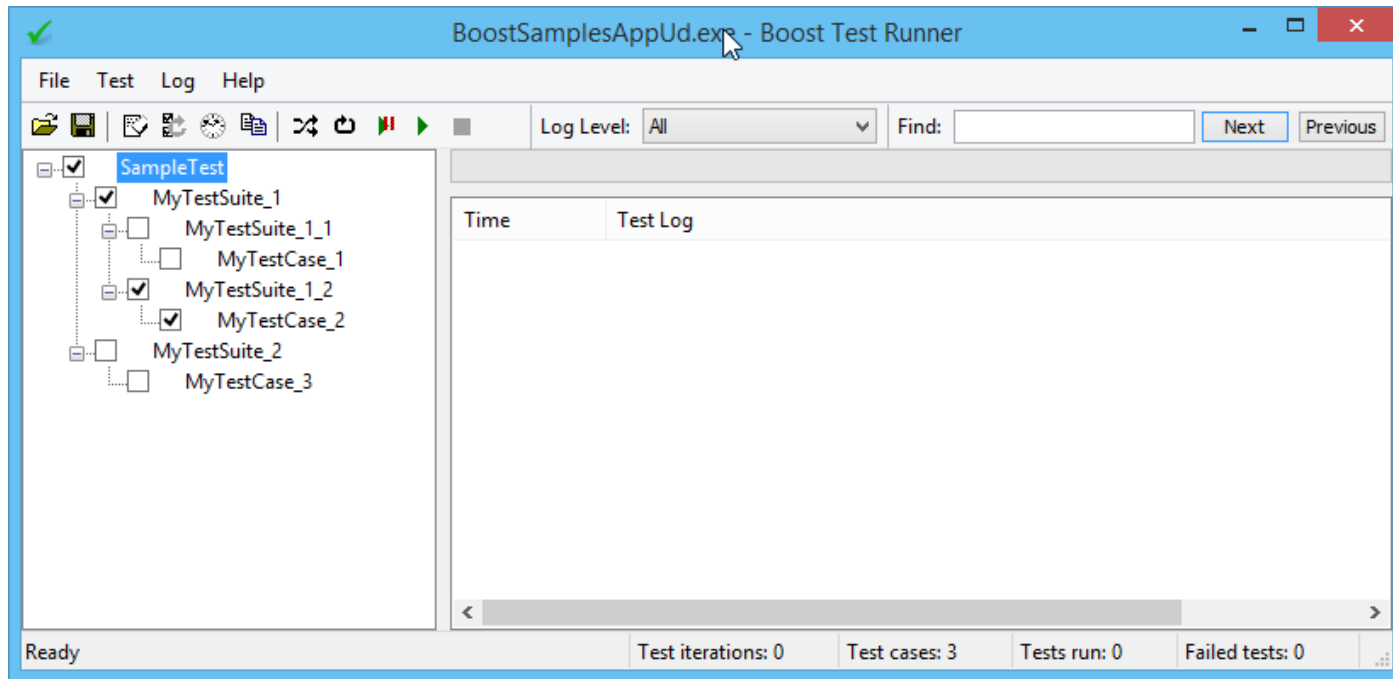 BoostSamplesAppUd.exe - Boost Test Runner
File Test Log Help
Log Level: All Find: Next Previous
SampleTest
MyTestSuite_1
MyTestSuite_1_1
MyTestCase_1
MyTestSuite_1_2
MyTestCase_2
MyTestSuite_2
MyTestCase_3
Time Test Log
Ready Test iterations: 0 Test cases: 3 Tests run: 0 Failed tests: 0